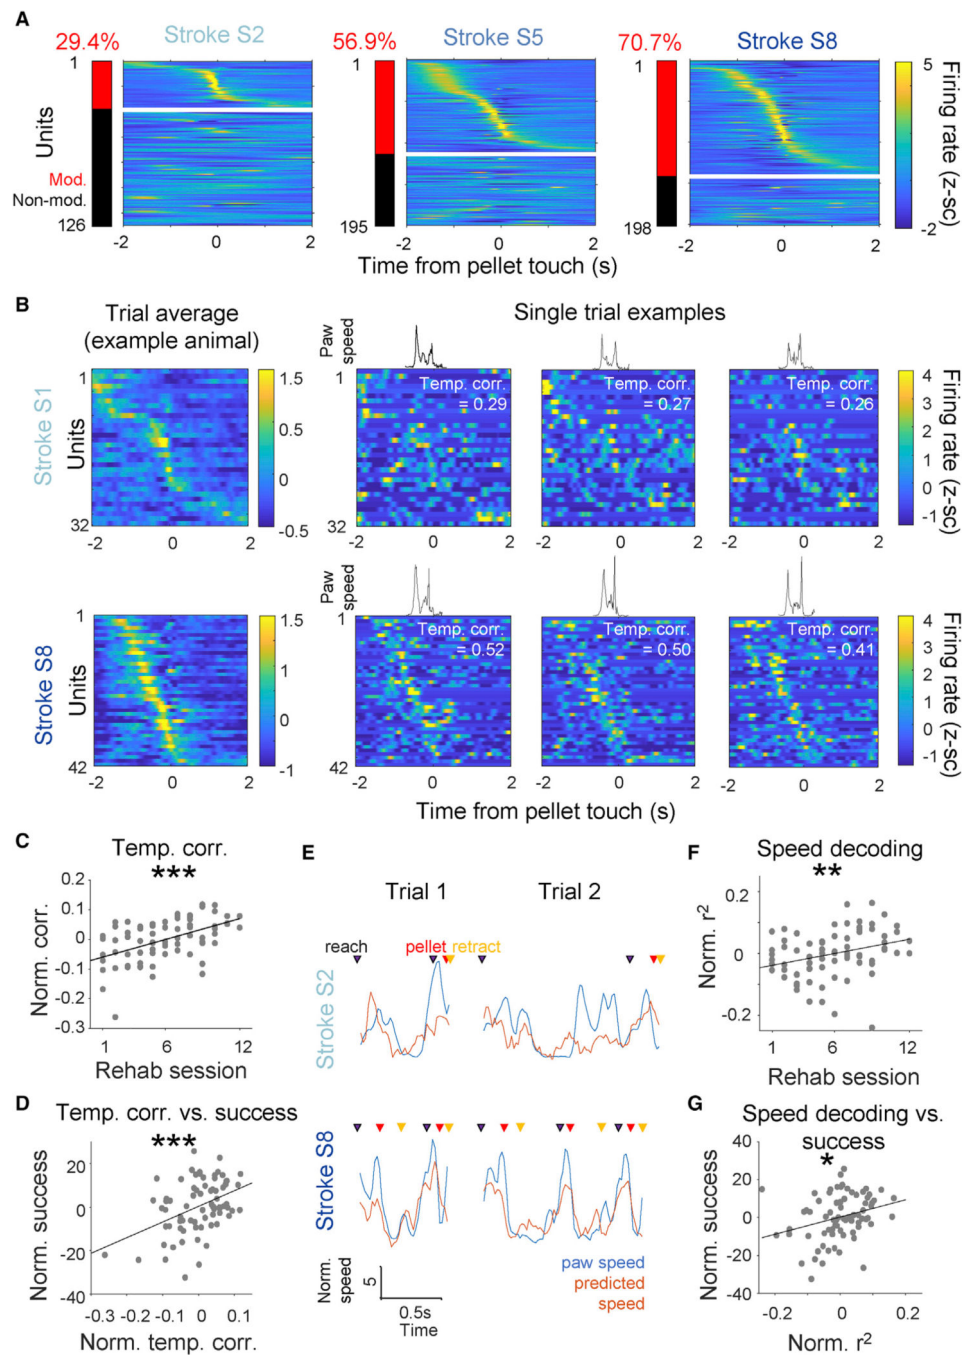 A
29.4%
Stroke S2
56.9%
Stroke S5
70.7%
Stroke S8
1
1
1
5
Units
Mod.
Non-mod.
126
195
198
-2
Firing rate (z-sc)
-2 0 2
-2 0 2
-2 0 2
Time from pellet touch (s)
B
Trial average
(example animal)
Single trial examples
Stroke S1
Units
1
32
1.5
0.5
0
-0.5
-2 0 2
Paw
speed
1
32
Temp. corr.
= 0.29
Temp. corr.
= 0.27
Temp. corr.
= 0.26
-2 0 2
-2 0 2
-2 0 2
4
3
2
1
0
-1
Firing rate (z-sc)
Stroke S8
Units
1
42
1.5
1
0
-1
-2 0 2
Paw
speed
1
42
Temp. corr.
= 0.52
Temp. corr.
= 0.50
Temp. corr.
= 0.41
-2 0 2
-2 0 2
-2 0 2
4
3
2
1
0
-1
Firing rate (z-sc)
Time from pellet touch (s)
C
Temp. corr.
***
Norm. corr.
0.2
0.1
0
-0.1
-0.2
-0.3
1 6 12
Rehab session
D
Temp. corr. vs. success
***
Norm. success
20
0
-20
-40
-0.3 -0.2 -0.1 0 0.1
Norm. temp. corr.
E
Trial 1
Trial 2
reach
pellet
retract
Stroke S2
Stroke S8
Norm.
speed
5
0.5s
Time
paw speed
predicted
speed
F
Speed decoding
**
Norm. r²
0.2
0
-0.2
1 6 12
Rehab session
G
Speed decoding vs.
success
*
Norm. success
40
20
0
-20
-40
-0.2 0 0.2
Norm. r²